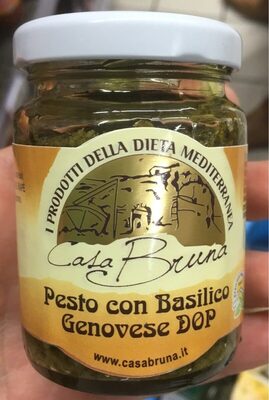 I PRODOTTI DELLA DIETA MEDITERRANEA
Casa Bruna
Pesto con Basilico
Genovese DOP
www.casabruna.it